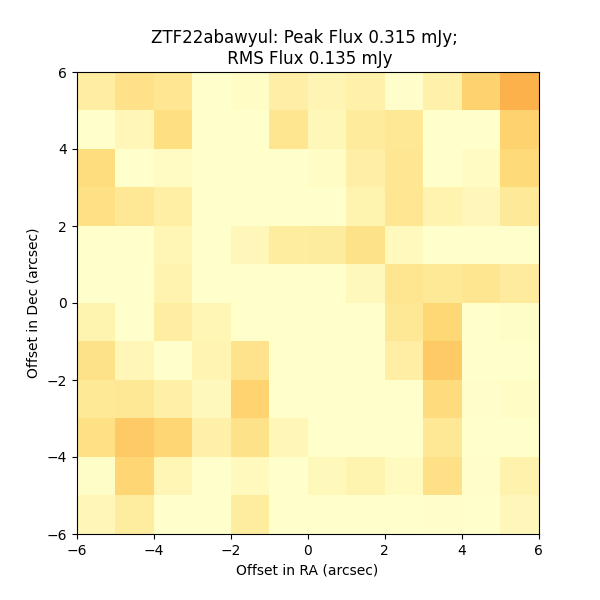 ZTF22abawyul: Peak Flux 0.315 mJy;
RMS Flux 0.135 mJy
6
4
2
0
−2
−4
−6
Offset in Dec (arcsec)
−6 −4 −2 0 2 4 6
Offset in RA (arcsec)